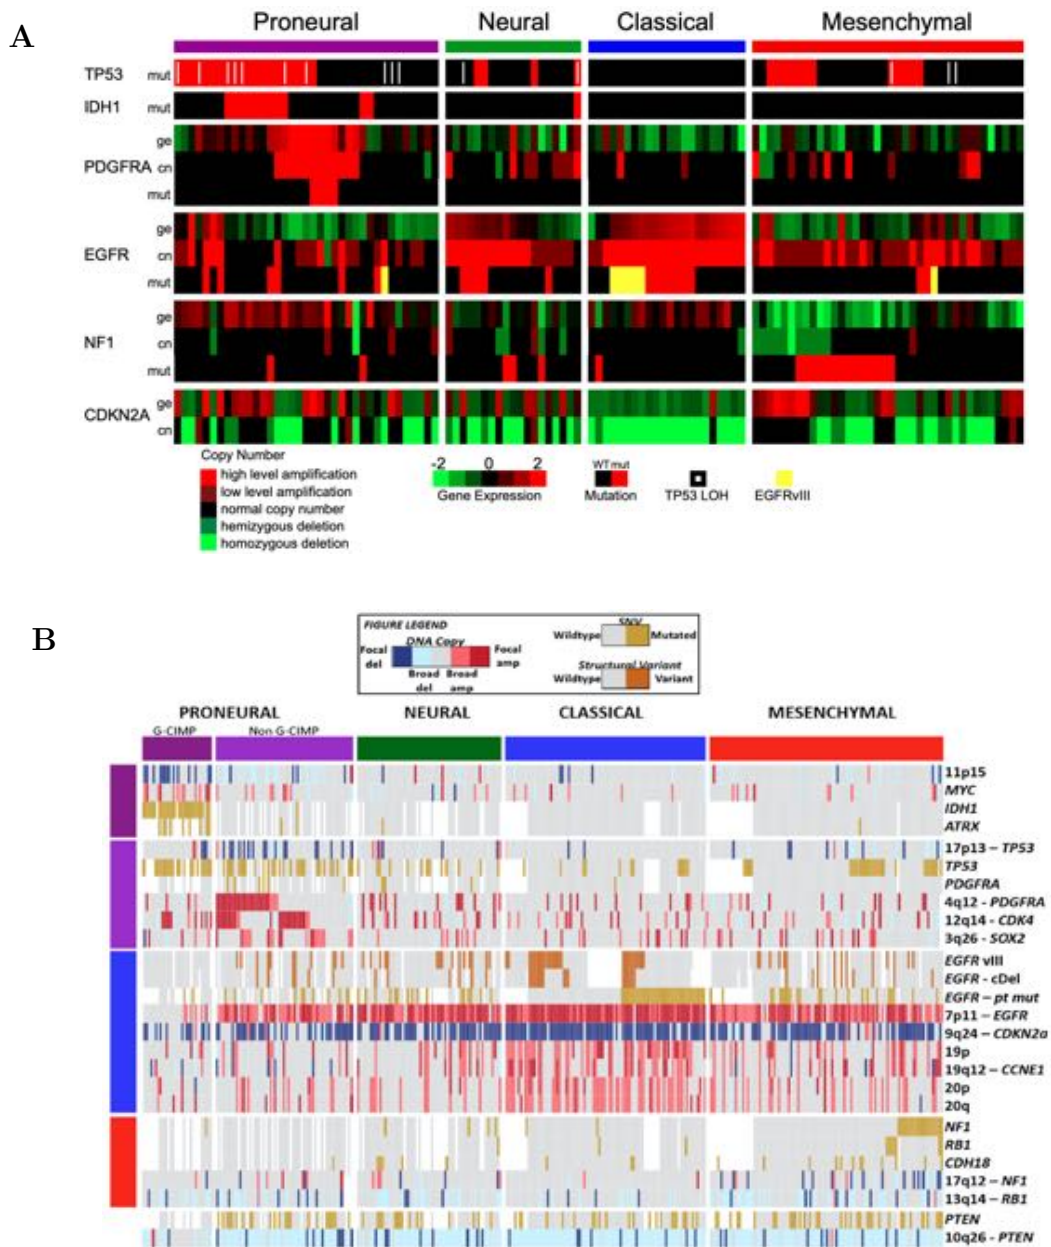 A
Proneural Neural Classical Mesenchymal
TP53 mut
IDH1 mut
ge
PDGFRA cn
mut
ge
EGFR cn
mut
ge
NF1 cn
mut
ge
CDKN2A
cn
Copy Number
high level amplification
low level amplification
normal copy number
hemizygous deletion
homozygous deletion
-2 0 2
Gene Expression
WT mut
Mutation
TP53 LOH
EGFRvIII
B
FIGURE LEGEND
DNA Copy
Focal del
Focal amp
Broad del
Broad amp
SNV
Wildtype Mutated
Structural Variant
Wildtype Variant
PRONEURAL NEURAL CLASSICAL MESENCHYMAL
G-CIMP Non G-CIMP
11p15
MYC
IDH1
ATRX
17p13 – TP53
TP53
PDGFRA
4q12 - PDGFRA
12q14 - CDK4
3q26 - SOX2
EGFR vIII
EGFR - cDel
EGFR – pt mut
7p11 – EGFR
9q24 – CDKN2a
19p
19q12 – CCNE1
20p
20q
NF1
RB1
CDH18
17q12 – NF1
13q14 – RB1
PTEN
10q26 - PTEN